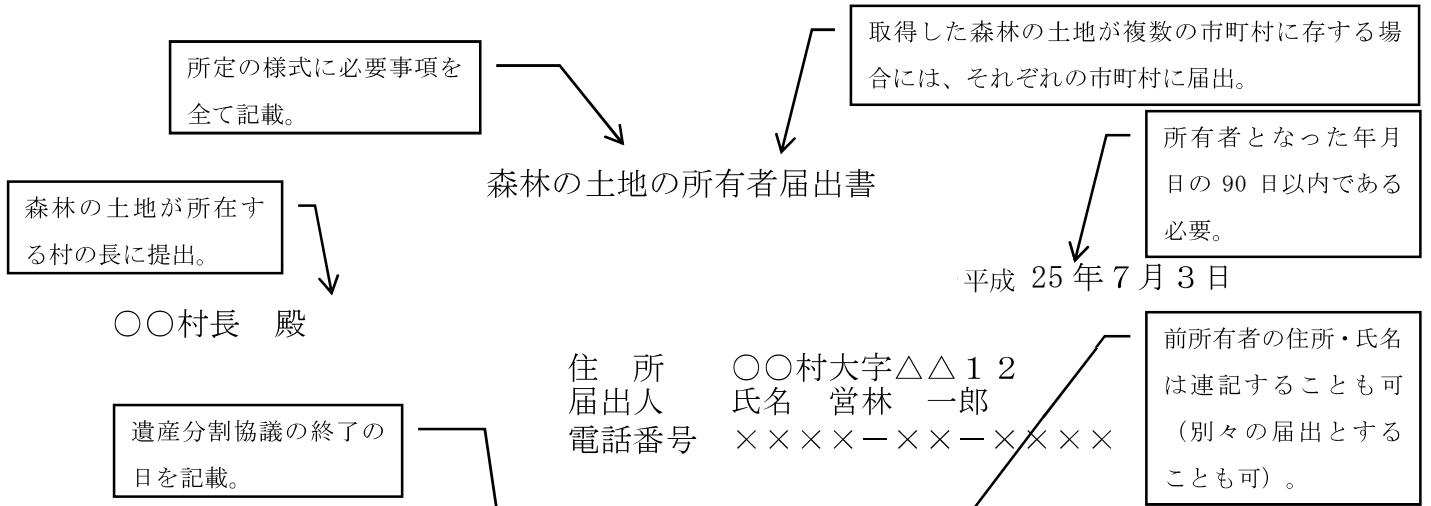 取得した森林の土地が複数の市町村に存する場
合には、それぞれの市町村に届出。
所定の様式に必要事項を
全て記載。
所有者となった年月
日の 90 日以内である
必要。
森林の土地の所有者届出書
森林の土地が所在す
る村の長に提出。
平成 25 年７月３日
○○村長　殿
前所有者の住所・氏名
は連記することも可
（別々の届出とする
ことも可）。
住　所　　○○村大字△△１２
届出人　　氏名　営林　一郎
電話番号　××××－××－××××
遺産分割協議の終了の
日を記載。